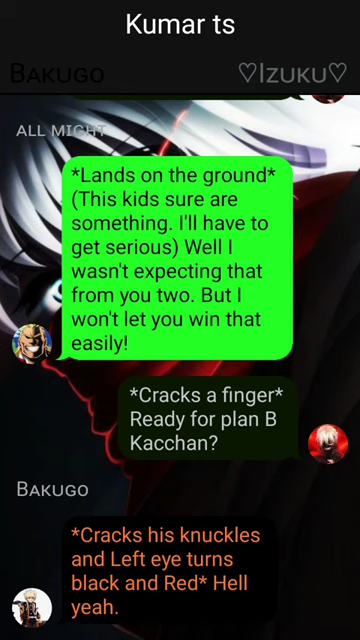 Kumar ts
Bakugo ♡Izuku♡
All Might
*Lands on the ground*
(This kids sure are
something. I'll have to
get serious) Well I
wasn't expecting that
from you two. But I
won't let you win that
easily!
*Cracks a finger*
Ready for plan B
Kacchan?
Bakugo
*Cracks his knuckles
and Left eye turns
black and Red* Hell
yeah.